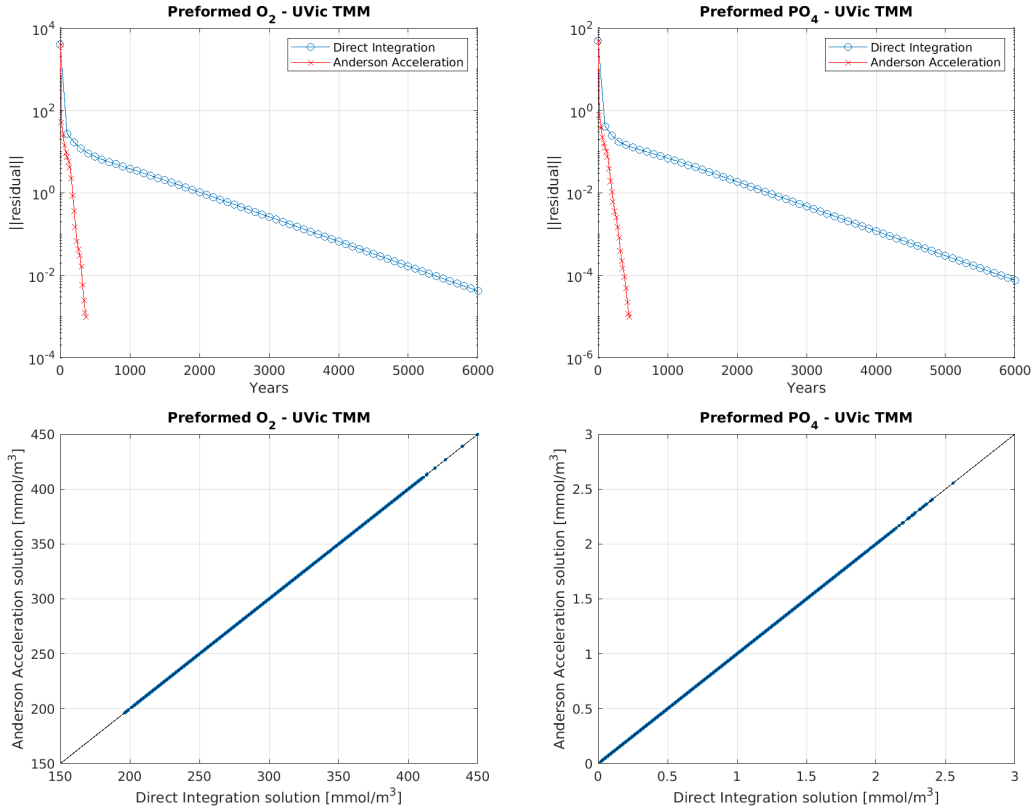 Preformed O2 - UVic TMM
10^4
10^2
10^0
10^-2
10^-4
||residual||
0 1000 2000 3000 4000 5000 6000
Years
Direct Integration
Anderson Acceleration
Preformed PO4 - UVic TMM
10^2
10^0
10^-2
10^-4
10^-6
||residual||
0 1000 2000 3000 4000 5000 6000
Years
Direct Integration
Anderson Acceleration
Preformed O2 - UVic TMM
450
400
350
300
250
200
150
Anderson Acceleration solution [mmol/m^3]
150 200 250 300 350 400 450
Direct Integration solution [mmol/m^3]
Preformed PO4 - UVic TMM
3
2.5
2
1.5
1
0.5
0
Anderson Acceleration solution [mmol/m^3]
0 0.5 1 1.5 2 2.5 3
Direct Integration solution [mmol/m^3]